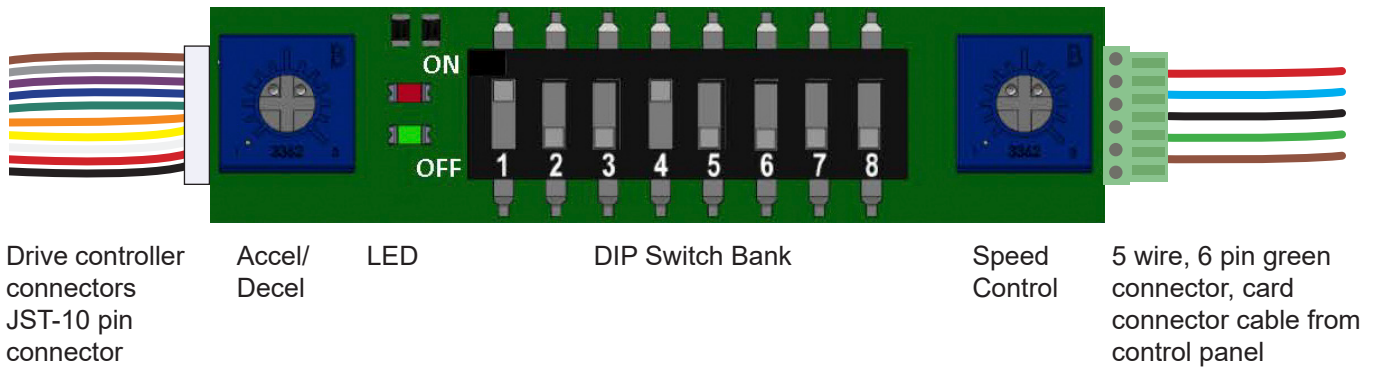 ON
OFF
1 2 3 4 5 6 7 8
3362
3362
Drive controller
connectors
JST-10 pin
connector
Accel/
Decel
LED
DIP Switch Bank
Speed
Control
5 wire, 6 pin green
connector, card
connector cable from
control panel